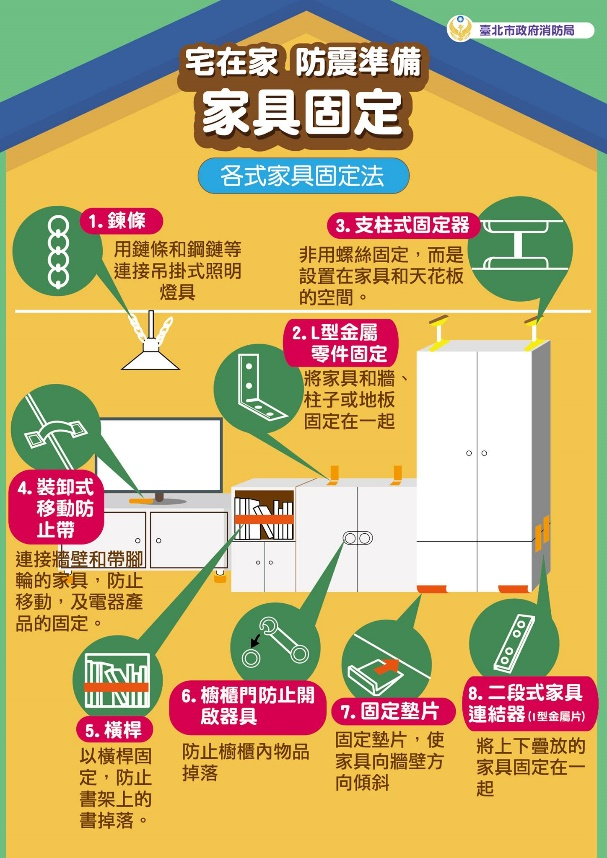 臺北市政府消防局
宅在家 防震準備
家具固定
各式家具固定法
1. 鍊條
用鏈條和鋼鏈等
連接吊掛式照明
燈具
3. 支柱式固定器
非用螺絲固定，而是
設置在家具和天花板
的空間。
2. L型金屬
零件固定
將家具和牆、
柱子或地板
固定在一起
4. 裝卸式
移動防
止帶
連接牆壁和帶腳
輪的家具，防止
移動，及電器產
品的固定。
5. 橫桿
以橫桿固
定，防止
書架上的
書掉落。
6. 櫥櫃門防止開
啟器具
防止櫥櫃內物品
掉落
7. 固定墊片
固定墊片，使
家具向牆壁方
向傾斜
8. 二段式家具
連結器(I型金屬片)
將上下疊放的
家具固定在一
起